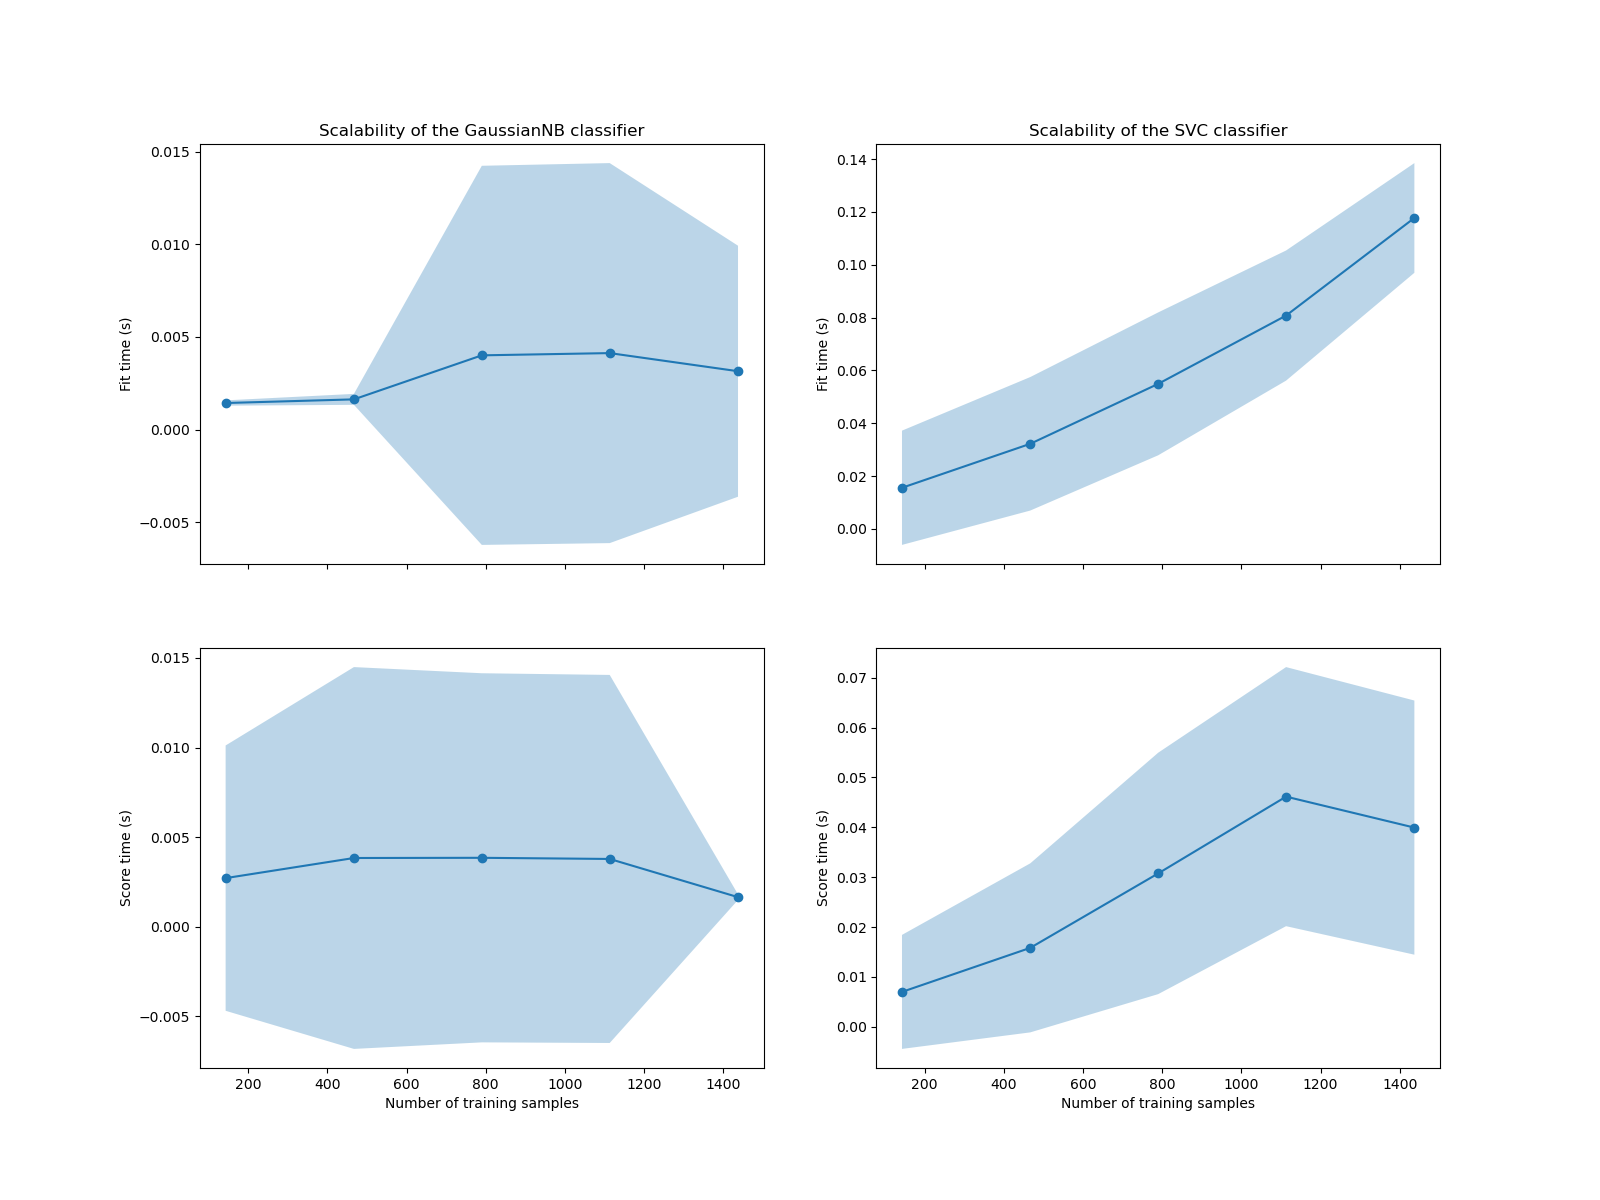 Scalability of the GaussianNB classifier
0.015
0.010
0.005
0.000
−0.005
Fit time (s)
Scalability of the SVC classifier
0.14
0.12
0.10
0.08
0.06
0.04
0.02
0.00
Fit time (s)
0.015
0.010
0.005
0.000
−0.005
Score time (s)
200 400 600 800 1000 1200 1400
Number of training samples
0.07
0.06
0.05
0.04
0.03
0.02
0.01
0.00
Score time (s)
200 400 600 800 1000 1200 1400
Number of training samples